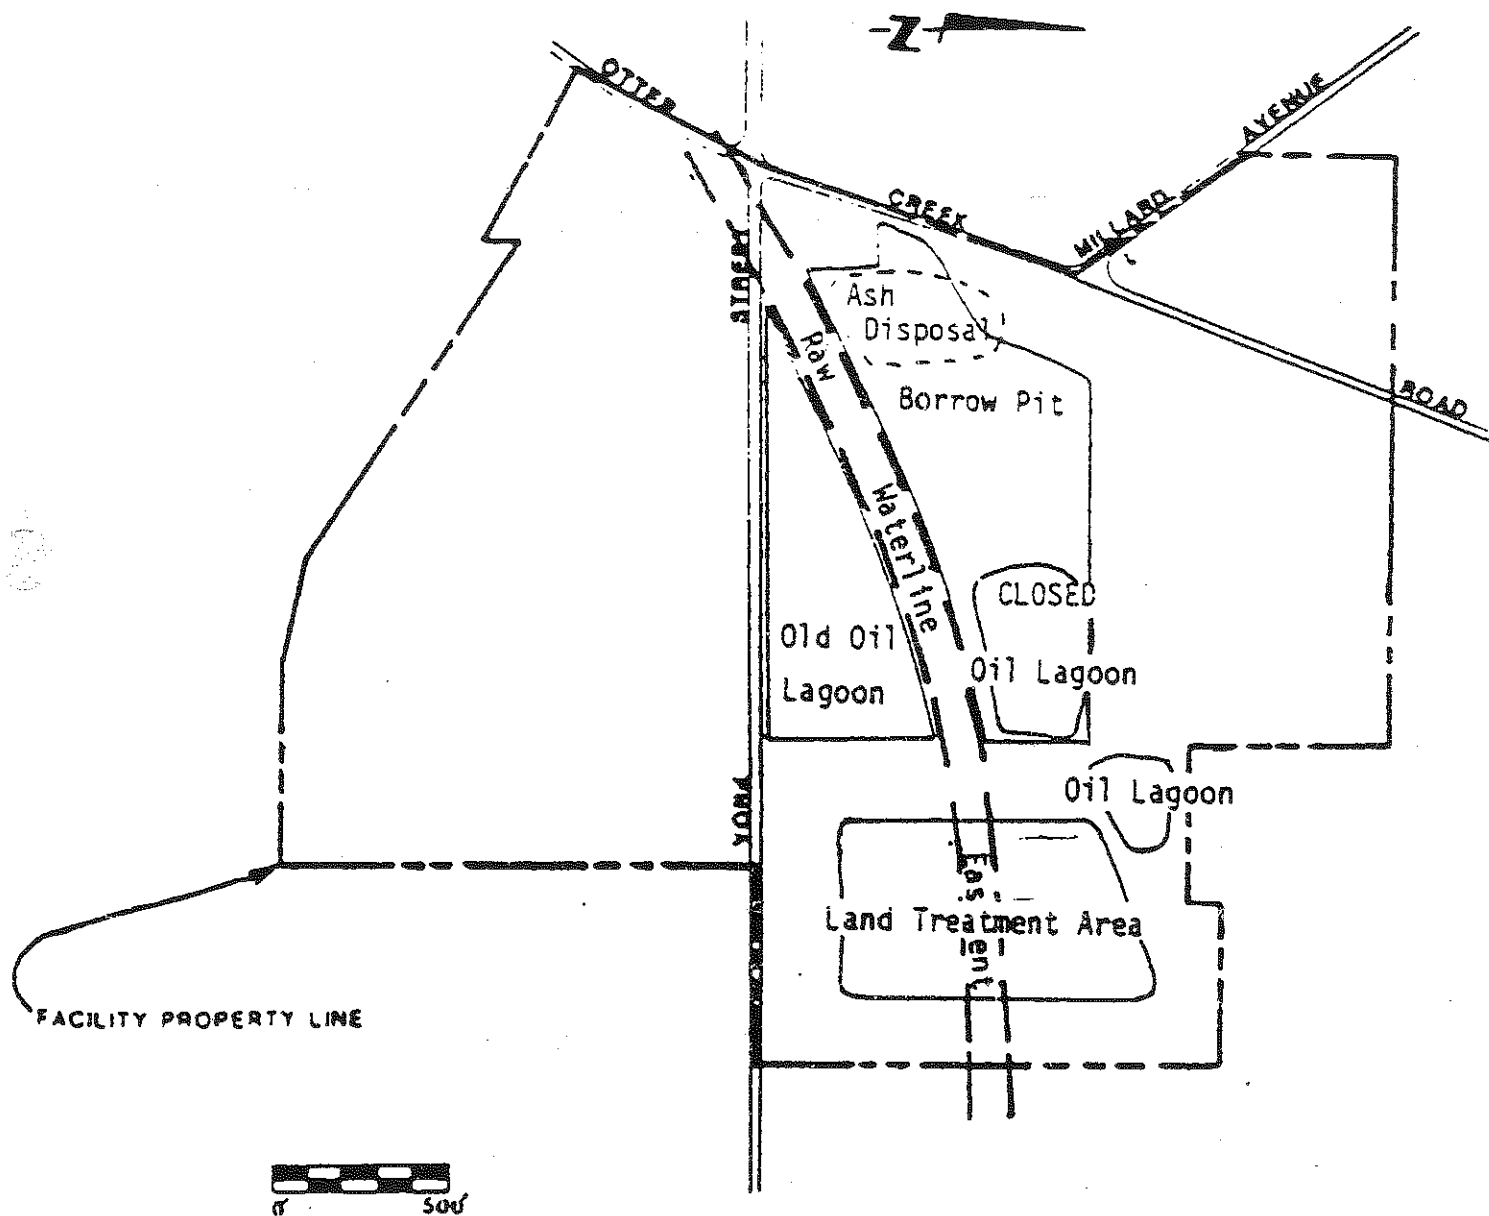 N
OTTER
CREEK
ROAD
MILLARD
AVENUE
STREET
Ash
Disposal
Raw
Borrow Pit
Waterline
CLOSED
Oil Lagoon
Old Oil
Lagoon
YORK
Oil Lagoon
Land Treatment Area
FACILITY PROPERTY LINE
0 500'